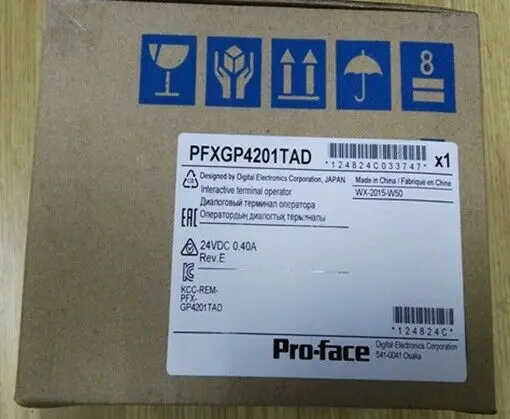 8
PFXGP4201TAD
*124824C033747*
x1
Designed by Digital Electronics Corporation, JAPAN
Made in China / Fabriqué en Chine
Interactive terminal operator
WX-2015-W50
Диалоговый терминал оператора
EAC
Оператордың диалогтық терминалы
24VDC 0.40A
Rev.E
KCC-REM-
PFX-
GP4201TAD
*124824C*
Pro-face
Digital Electronics Corporation
541-0041 Osaka